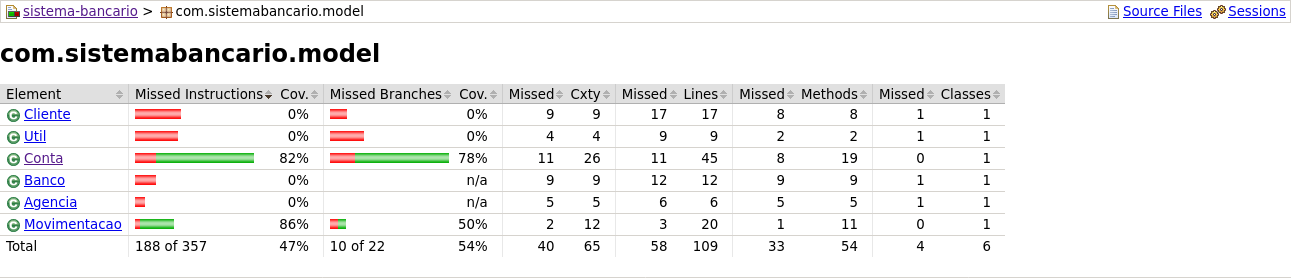 sistema-bancario > com.sistemabancario.model Source Files Sessions
com.sistemabancario.model
Element Missed Instructions Cov. Missed Branches Cov. Missed Cxty Missed Lines Missed Methods Missed Classes
Cliente 0% 0% 9 9 17 17 8 8 1 1
Util 0% 0% 4 4 9 9 2 2 1 1
Conta 82% 78% 11 26 11 45 8 19 0 1
Banco 0% n/a 9 9 12 12 9 9 1 1
Agencia 0% n/a 5 5 6 6 5 5 1 1
Movimentacao 86% 50% 2 12 3 20 1 11 0 1
Total 188 of 357 47% 10 of 22 54% 40 65 58 109 33 54 4 6